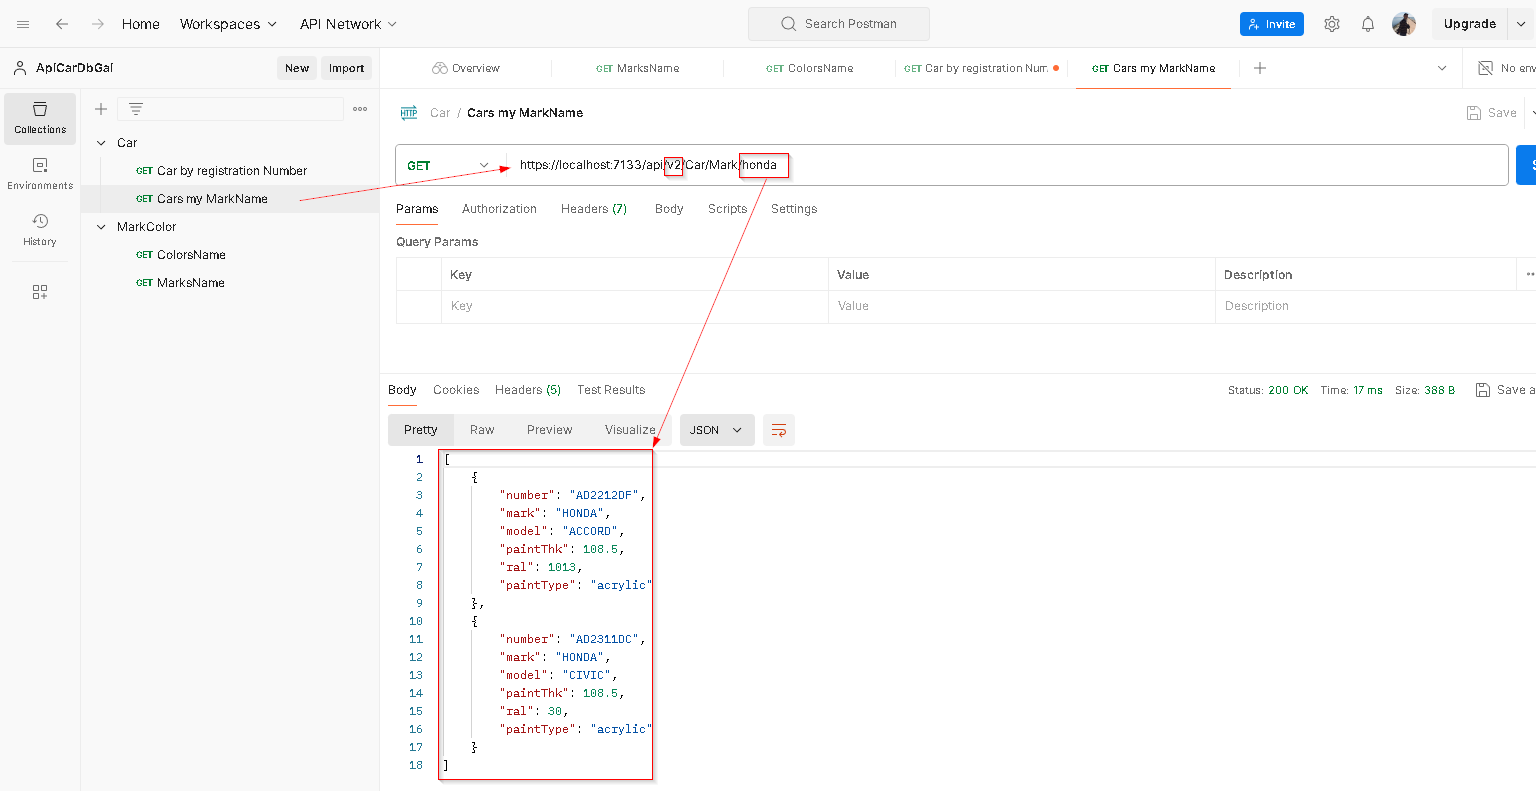 Home Workspaces API Network Search Postman Invite Upgrade
ApiCarDbGai New Import Overview GET MarksName GET ColorsName GET Car by registration Num GET Cars my MarkName No env
Collections
Environments
History
Car
GET Car by registration Number
GET Cars my MarkName
MarkColor
GET ColorsName
GET MarksName
HTTP Car / Cars my MarkName Save
GET https://localhost:7133/api/v2/Car/Mark/honda S
Params Authorization Headers (7) Body Scripts Settings
Query Params
Key Value Description
Key Value Description
Body Cookies Headers (5) Test Results Status: 200 OK Time: 17 ms Size: 388 B Save a
Pretty Raw Preview Visualize JSON
1 [
2 {
3 "number": "AD2212DF",
4 "mark": "HONDA",
5 "model": "ACCORD",
6 "paintThk": 108.5,
7 "ral": 1013,
8 "paintType": "acrylic"
9 },
10 {
11 "number": "AD2311DC",
12 "mark": "HONDA",
13 "model": "CIVIC",
14 "paintThk": 108.5,
15 "ral": 30,
16 "paintType": "acrylic"
17 }
18 ]